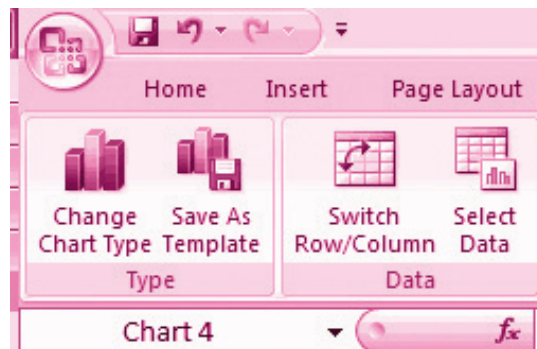 Home Insert Page Layout
Change Save As Switch Select
Chart Type Template Row/Column Data
Type Data
Chart 4 fx